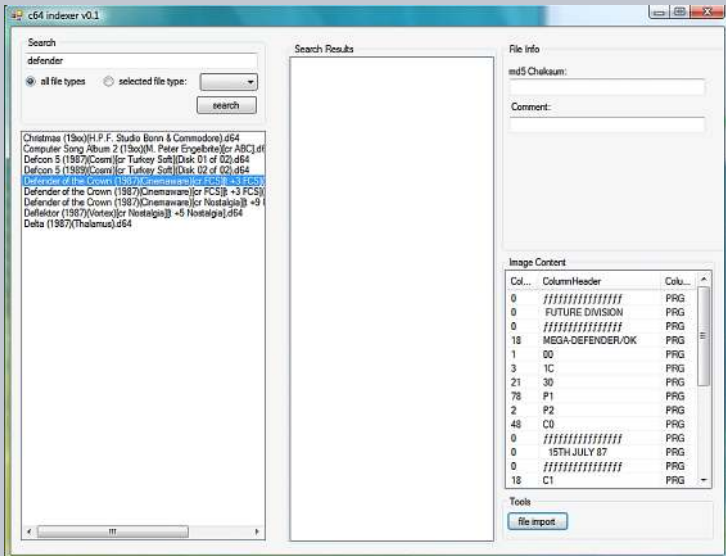 c64 indexer v0.1
Search
defender
all file types
selected file type:
search
Christmas (19xx)(H.P.F. Studio Bonn & Commodore).d64
Computer Song Album 2 (19xx)(M. Peter Engelbrite)[cr ABC].d6
Defcon 5 (1987)(Cosmi)[cr Turkey Soft](Disk 01 of 02).d64
Defcon 5 (1989)(Cosmi)[cr Turkey Soft](Disk 02 of 02).d64
Defender of the Crown (1987)(Cinemaware)[cr FCS][t +3 FCS](
Defender of the Crown (1987)(Cinemaware)[cr FCS][t +3 FCS](
Defender of the Crown (1987)(Cinemaware)[cr Nostalgia][t +9
Deflektor (1987)(Vortex)[cr Nostalgia][t +5 Nostalgia].d64
Delta (1987)(Thalamus).d64
Search Results
File Info
md5 Cheksum:
Comment:
Image Content
Col... ColumnHeader Colu...
0 ƒƒƒƒƒƒƒƒƒƒƒƒƒƒƒƒ PRG
0 FUTURE DIVISION PRG
0 ƒƒƒƒƒƒƒƒƒƒƒƒƒƒƒƒ PRG
18 MEGA-DEFENDER/OK PRG
1 00 PRG
3 1C PRG
21 30 PRG
78 P1 PRG
2 P2 PRG
48 C0 PRG
0 ƒƒƒƒƒƒƒƒƒƒƒƒƒƒƒƒ PRG
0 15TH JULY 87 PRG
0 ƒƒƒƒƒƒƒƒƒƒƒƒƒƒƒƒ PRG
18 C1 PRG
Tools
file import